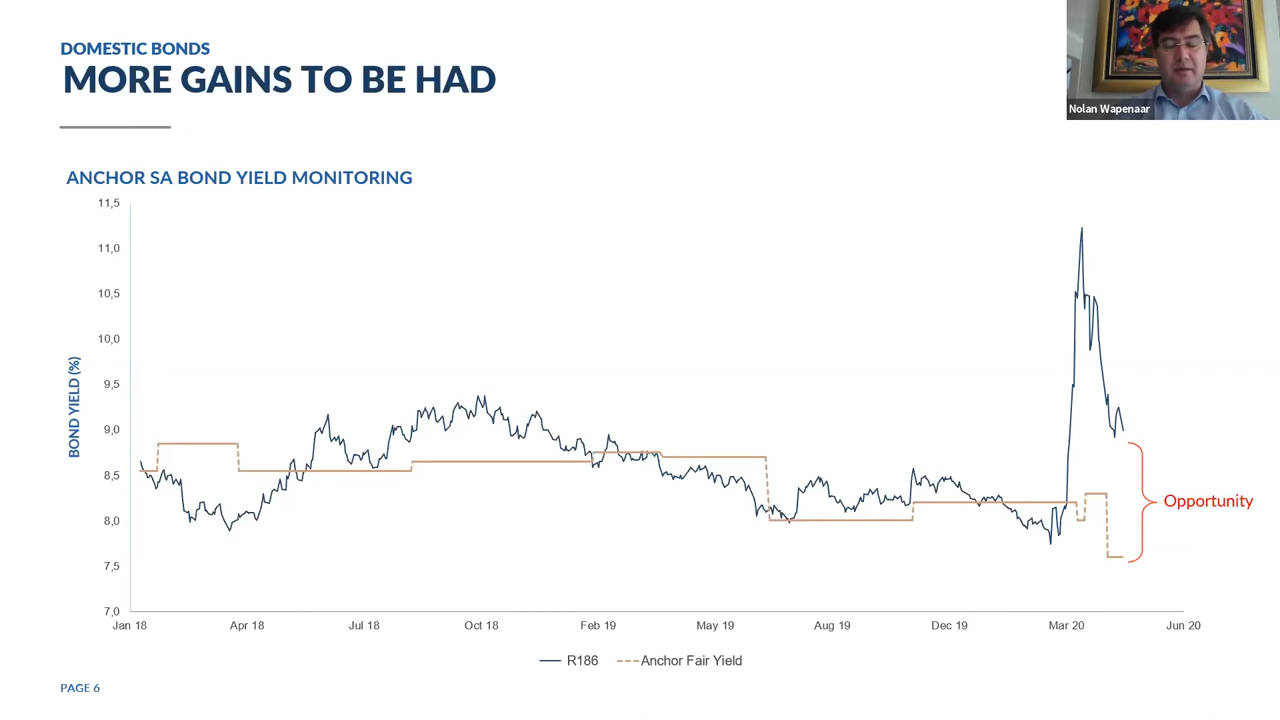 DOMESTIC BONDS
MORE GAINS TO BE HAD
Nolan Wapenaar
ANCHOR SA BOND YIELD MONITORING
BOND YIELD (%)
11,5
11,0
10,5
10,0
9,5
9,0
8,5
8,0
7,5
7,0
Opportunity
Jan 18 Apr 18 Jul 18 Oct 18 Feb 19 May 19 Aug 19 Dec 19 Mar 20 Jun 20
R186 Anchor Fair Yield
PAGE 6